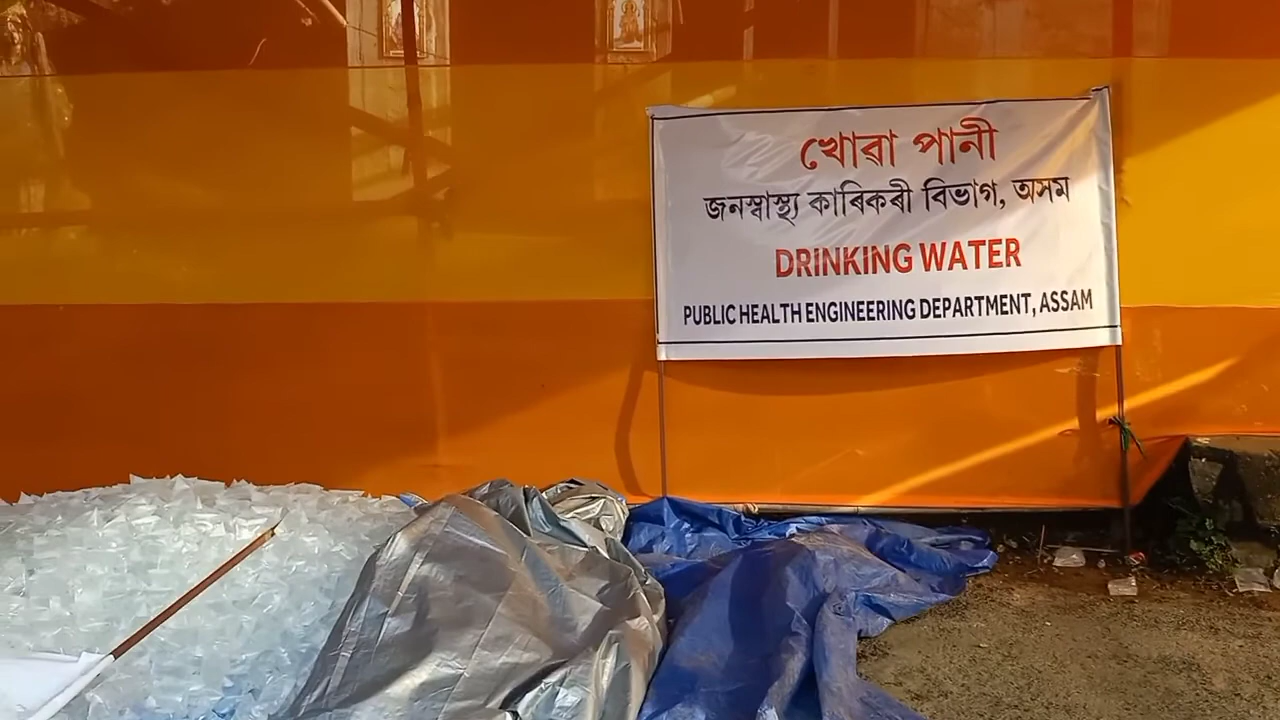 খোৱা পানী
জনস্বাস্থ্য কাৰিকৰী বিভাগ, অসম
DRINKING WATER
PUBLIC HEALTH ENGINEERING DEPARTMENT, ASSAM